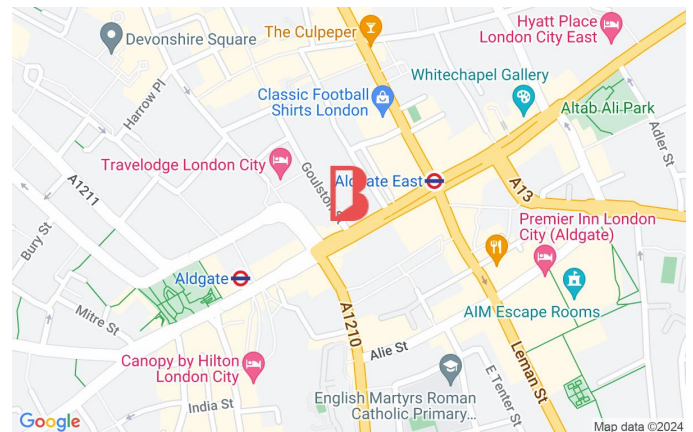 Hyatt Place
London City East
The Culpeper
Devonshire Square
Whitechapel Gallery
Harrow Pl
Classic Football
Shirts London
Altab Ali Park
Adler St
Travelodge London City
Goulston S
Aldgate East
A1211
A13
B
Bury St
Premier Inn London
City (Aldgate)
Aldgate
Mitre St
AIM Escape Rooms
A1210
Alie St
Leman St
Canopy by Hilton
London City
English Martyrs Roman
Catholic Primary...
E Tenter St
India St
Google
Map data ©2024